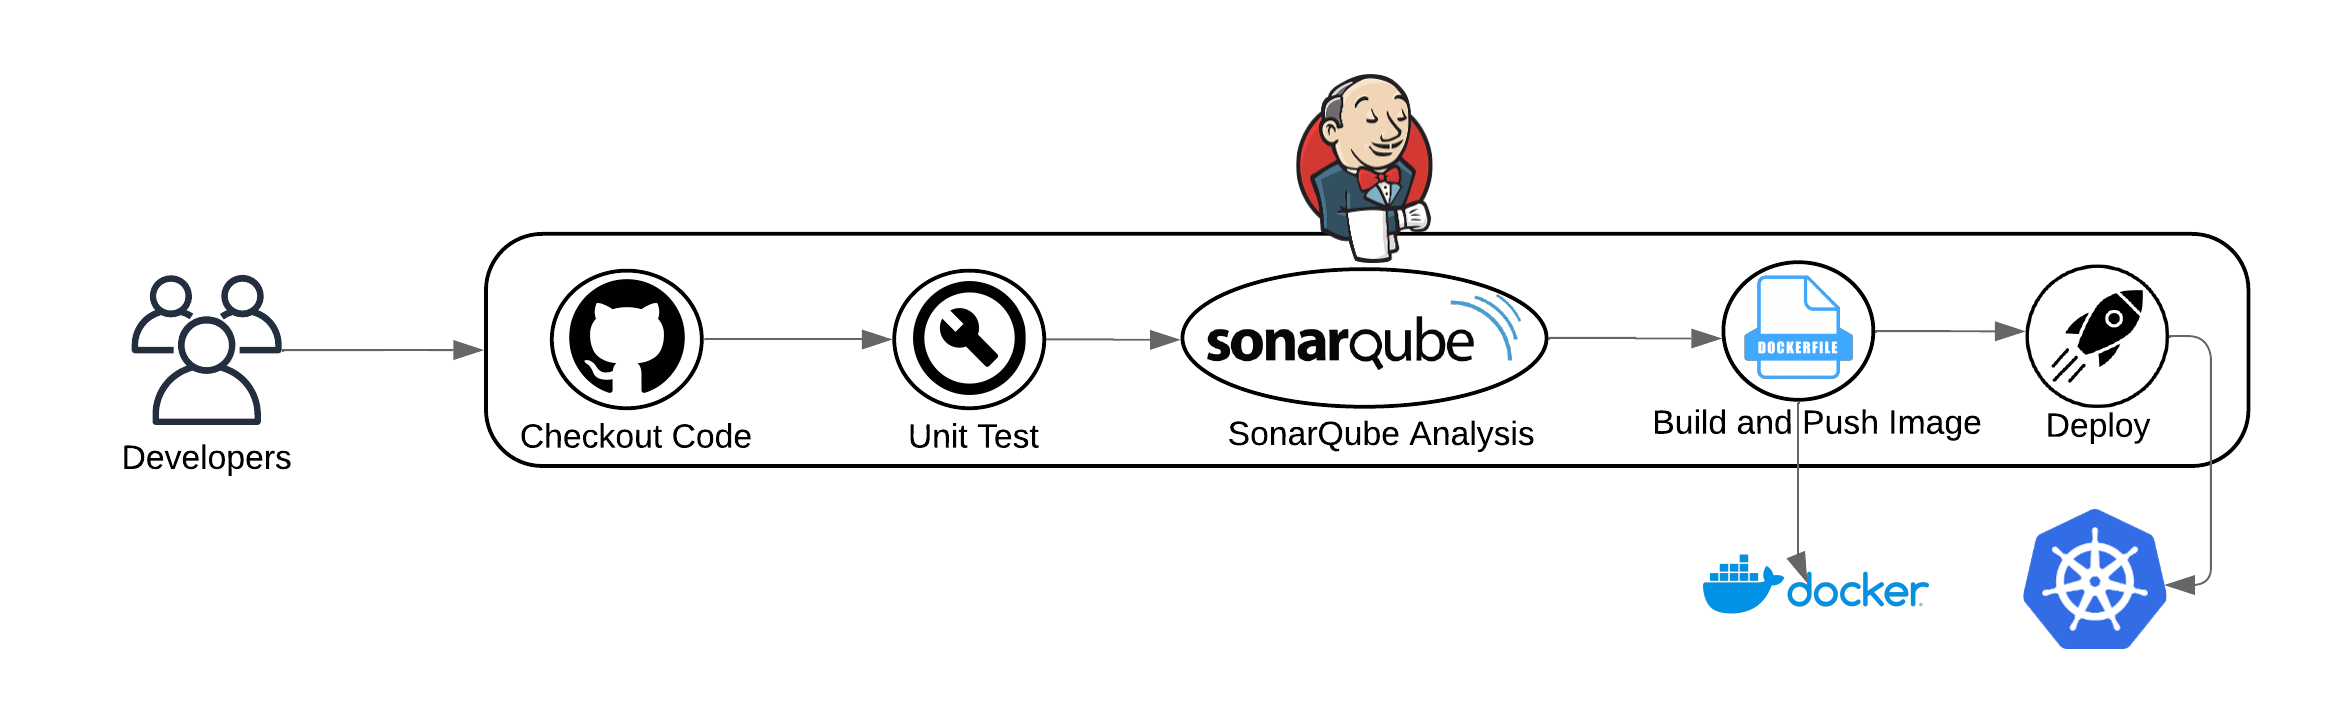 Developers
Checkout Code
Unit Test
sonarqube
SonarQube Analysis
DOCKERFILE
Build and Push Image
Deploy
docker